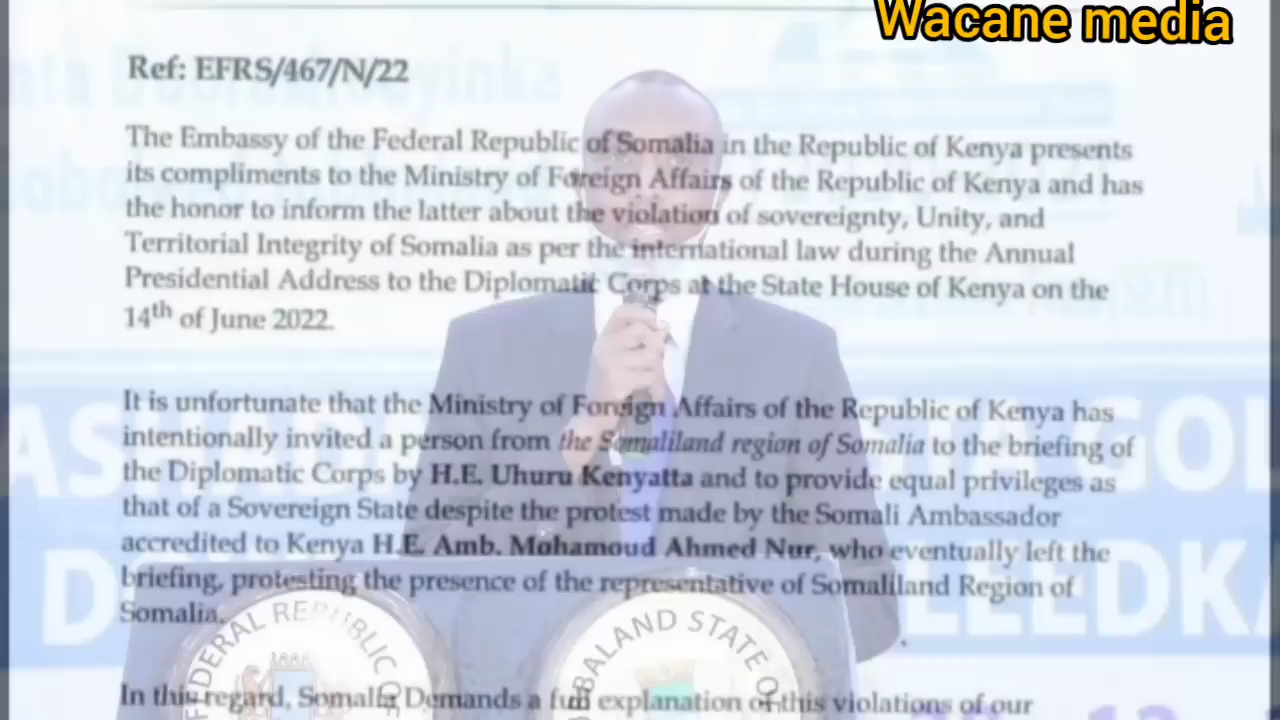 Wacane media
Ref: EFRS/467/N/22
The Embassy of the Federal Republic of Somalia in the Republic of Kenya presents
its compliments to the Ministry of Foreign Affairs of the Republic of Kenya and has
the honor to inform the latter about the violation of sovereignty, Unity, and
Territorial Integrity of Somalia as per the international law during the Annual
Presidential Address to the Diplomatic Corps at the State House of Kenya on the
14th of June 2022.
It is unfortunate that the Ministry of Foreign Affairs of the Republic of Kenya has
intentionally invited a person from the Somaliland region of Somalia to the briefing of
the Diplomatic Corps by H.E. Uhuru Kenyatta and to provide equal privileges as
that of a Sovereign State despite the protest made by the Somali Ambassador
accredited to Kenya H.E. Amb. Mohamoud Ahmed Nur, who eventually left the
briefing, protesting the presence of the representative of Somaliland Region of
Somalia.
FEDERAL REPUBLIC OF
BALAND STATE O
In this regard, Somalia Demands a full explanation of this violations of our